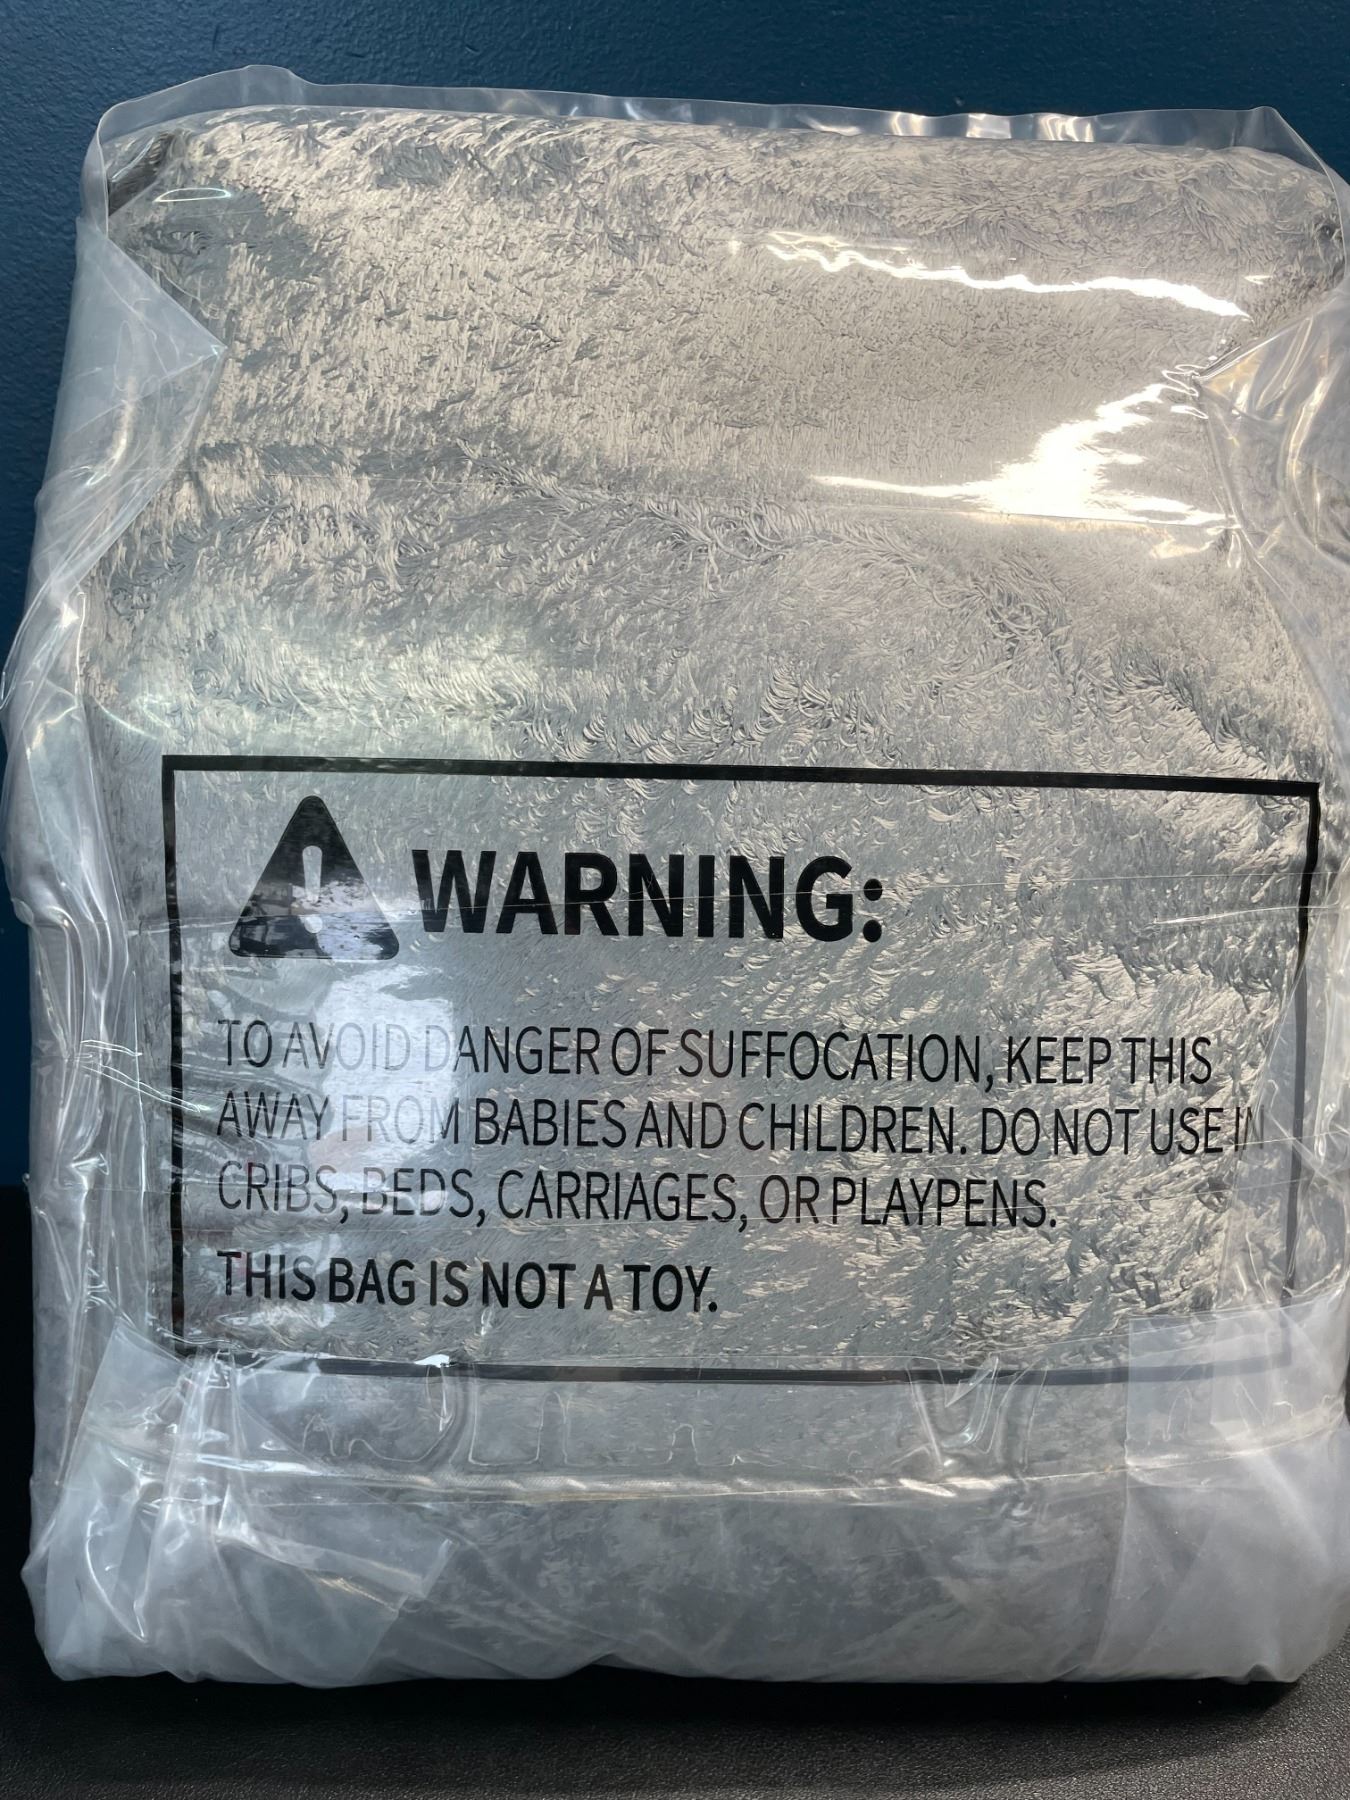 WARNING:
TO AVOID DANGER OF SUFFOCATION, KEEP THIS
AWAY FROM BABIES AND CHILDREN. DO NOT USE IN
CRIBS, BEDS, CARRIAGES, OR PLAYPENS.
THIS BAG IS NOT A TOY.